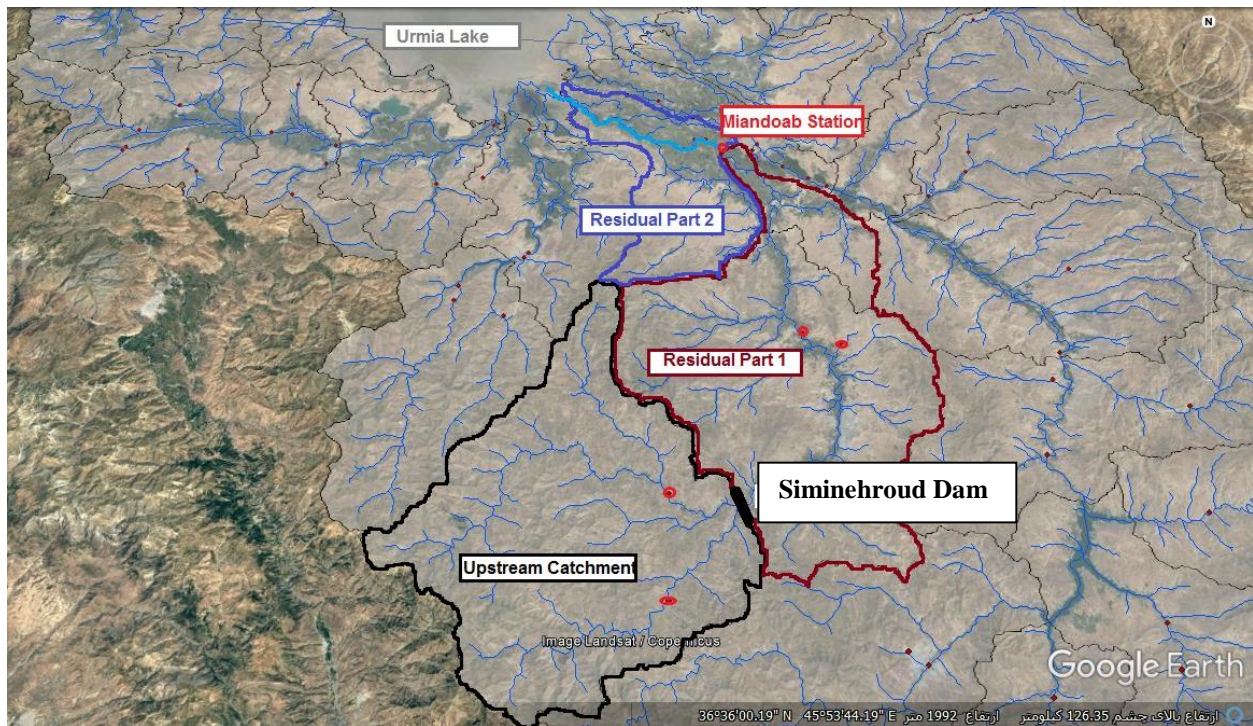 N
Urmia Lake
Miandoab Station
Residual Part 2
Residual Part 1
Siminehroud Dam
Upstream Catchment
Image Landsat / Copernicus
Google Earth
36°36'00.19" N 45°53'44.19" E ارتفاع 1992 متر ارتفاع بالای چشم 126.35 کیلومتر